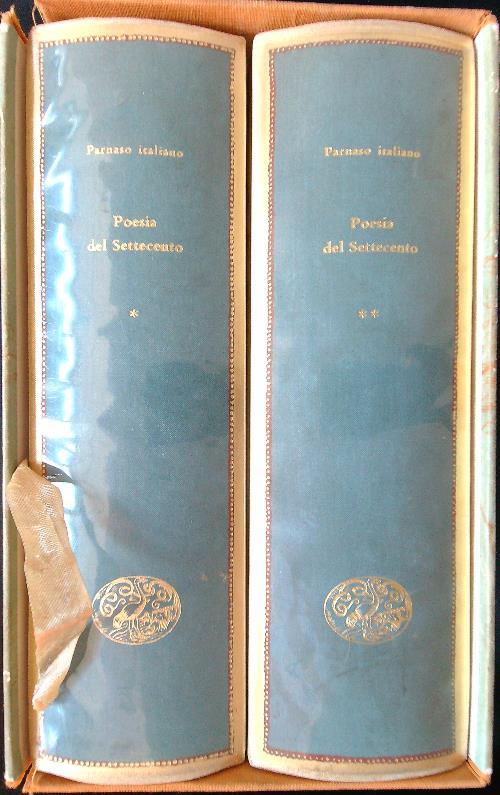 Parnaso italiano
Poesia
del Settecento
*
Parnaso italiano
Poesia
del Settecento
**